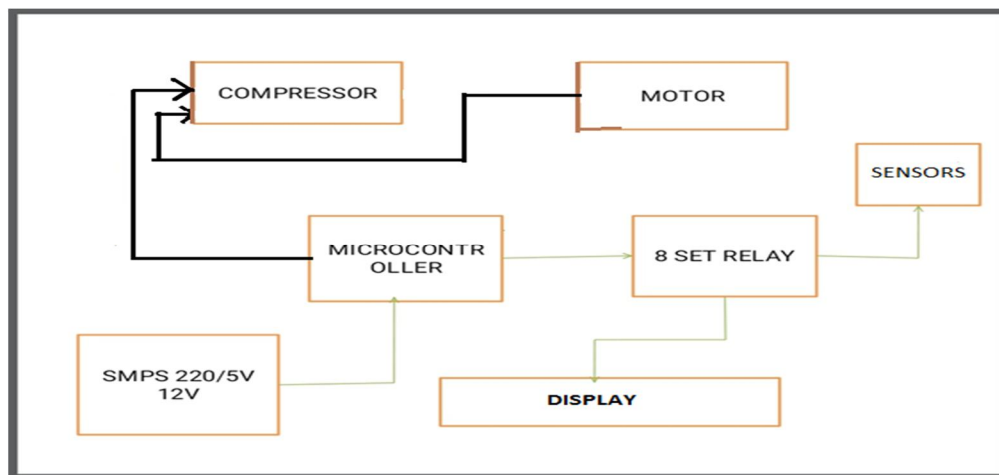 COMPRESSOR
MOTOR
SENSORS
MICROCONTR
OLLER
8 SET RELAY
SMPS 220/5V
12V
DISPLAY